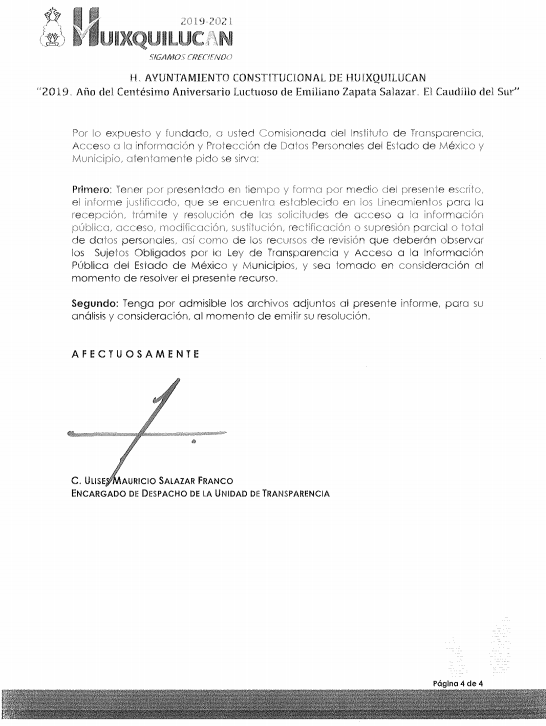 2019-2021
HUIXQUILUCAN
SIGAMOS CRECIENDO
H. AYUNTAMIENTO CONSTITUCIONAL DE HUIXQUILUCAN
"2019. Año del Centésimo Aniversario Luctuoso de Emiliano Zapata Salazar. El Caudillo del Sur"
Por lo expuesto y fundado, a usted Comisionada del Instituto de Transparencia,
Acceso a la información y Protección de Datos Personales del Estado de México y
Municipio, atentamente pido se sirva:
Primero: Tener por presentado en tiempo y forma por medio del presente escrito,
el informe justificado, que se encuentra establecido en los Lineamientos para la
recepción, trámite y resolución de las solicitudes de acceso a la información
pública, acceso, modificación, sustitución, rectificación o supresión parcial o total
de datos personales, así como de los recursos de revisión que deberán observar
los Sujetos Obligados por la Ley de Transparencia y Acceso a la Información
Pública del Estado de México y Municipios, y sea tomado en consideración al
momento de resolver el presente recurso.
Segundo: Tenga por admisible los archivos adjuntos al presente informe, para su
análisis y consideración, al momento de emitir su resolución.
AFECTUOSAMENTE
C. ULISES MAURICIO SALAZAR FRANCO
ENCARGADO DE DESPACHO DE LA UNIDAD DE TRANSPARENCIA
Página 4 de 4